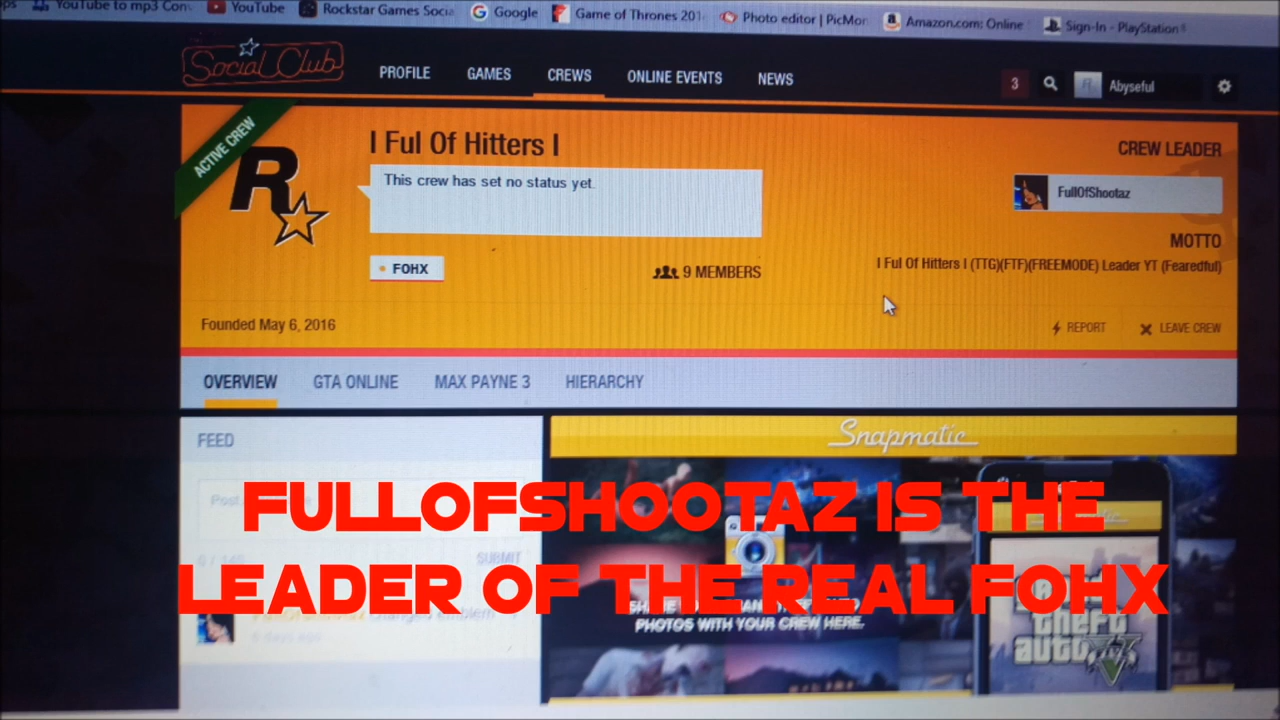 YouTube to mp3 Con
YouTube
Rockstar Games Socia
Google
Game of Thrones 201
Photo editor | PicMon
Amazon.com: Online
Sign-In - PlayStation
Social Club
PROFILE
GAMES
CREWS
ONLINE EVENTS
NEWS
3
Abyseful
ACTIVE CREW
R
I Ful Of Hitters I
This crew has set no status yet.
CREW LEADER
FullOfShootaz
MOTTO
FOHX
9 MEMBERS
I Ful Of Hitters I (TTG)(FTF)(FREEMODE) Leader YT (Fearedful)
Founded May 6, 2016
REPORT
LEAVE CREW
OVERVIEW
GTA ONLINE
MAX PAYNE 3
HIERARCHY
FEED
Snapmatic
FULLOFSHOOTAZ IS THE
LEADER OF THE REAL FOHX
SUBMIT
PHOTOS WITH YOUR CREW HERE.
theft
auto V